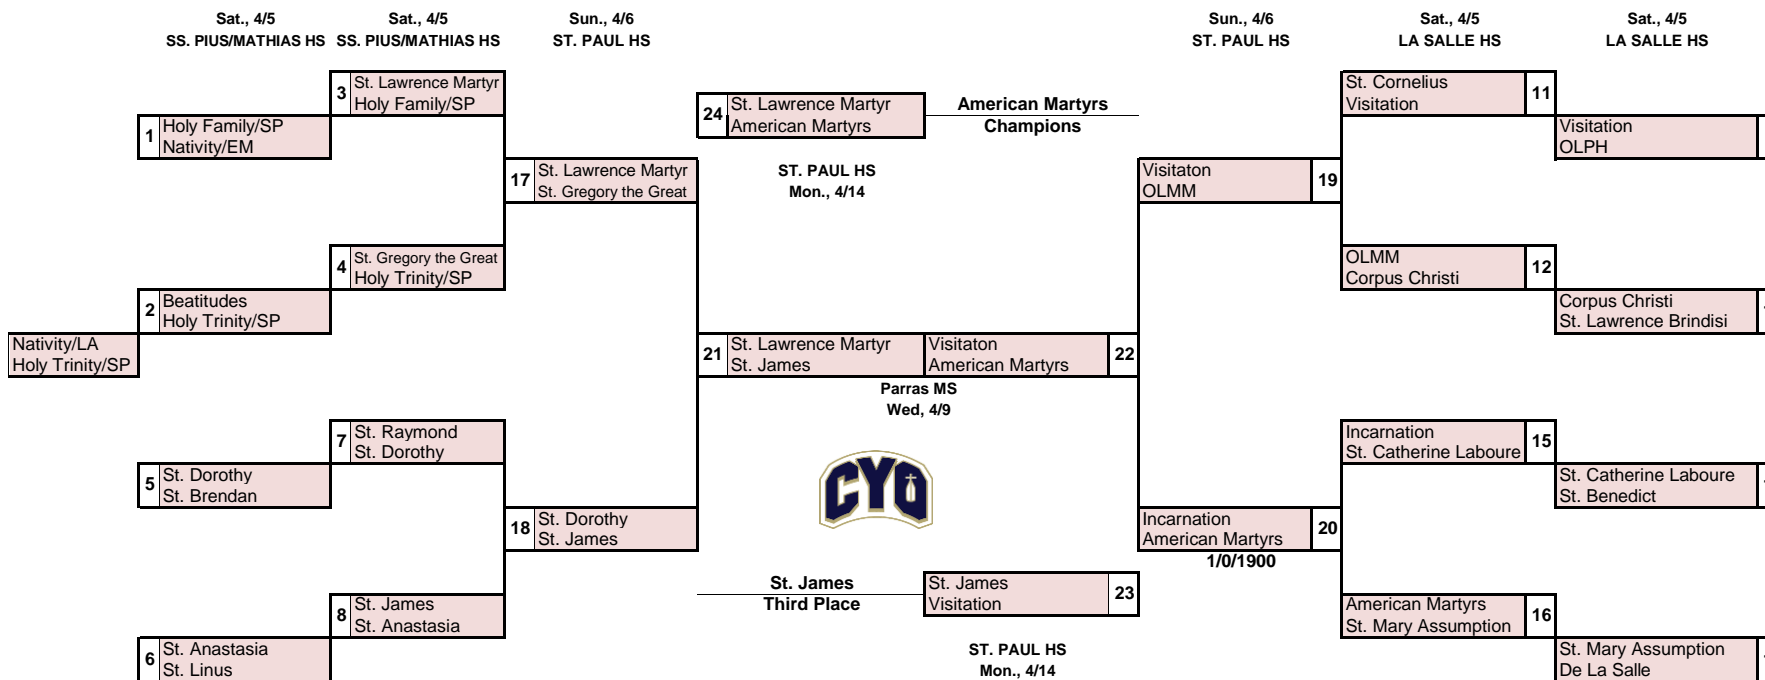 Sat., 4/5
SS. PIUS/MATHIAS HS
Sat., 4/5
SS. PIUS/MATHIAS HS
Sun., 4/6
ST. PAUL HS
Sun., 4/6
ST. PAUL HS
Sat., 4/5
LA SALLE HS
Sat., 4/5
LA SALLE HS
3
St. Lawrence Martyr
Holy Family/SP
1
Holy Family/SP
Nativity/EM
17
St. Lawrence Martyr
St. Gregory the Great
4
St. Gregory the Great
Holy Trinity/SP
2
Beatitudes
Holy Trinity/SP
Nativity/LA
Holy Trinity/SP
7
St. Raymond
St. Dorothy
5
St. Dorothy
St. Brendan
18
St. Dorothy
St. James
8
St. James
St. Anastasia
6
St. Anastasia
St. Linus
24
St. Lawrence Martyr
American Martyrs
American Martyrs
Champions
ST. PAUL HS
Mon., 4/14
21
St. Lawrence Martyr
St. James
Visitaton
American Martyrs
22
Parras MS
Wed, 4/9
CYO
St. James
Third Place
St. James
Visitation
23
ST. PAUL HS
Mon., 4/14
St. Cornelius
Visitation
11
Visitation
OLPH
Visitaton
OLMM
19
OLMM
Corpus Christi
12
Corpus Christi
St. Lawrence Brindisi
Incarnation
St. Catherine Laboure
15
St. Catherine Laboure
St. Benedict
Incarnation
American Martyrs
20
1/0/1900
American Martyrs
St. Mary Assumption
16
St. Mary Assumption
De La Salle